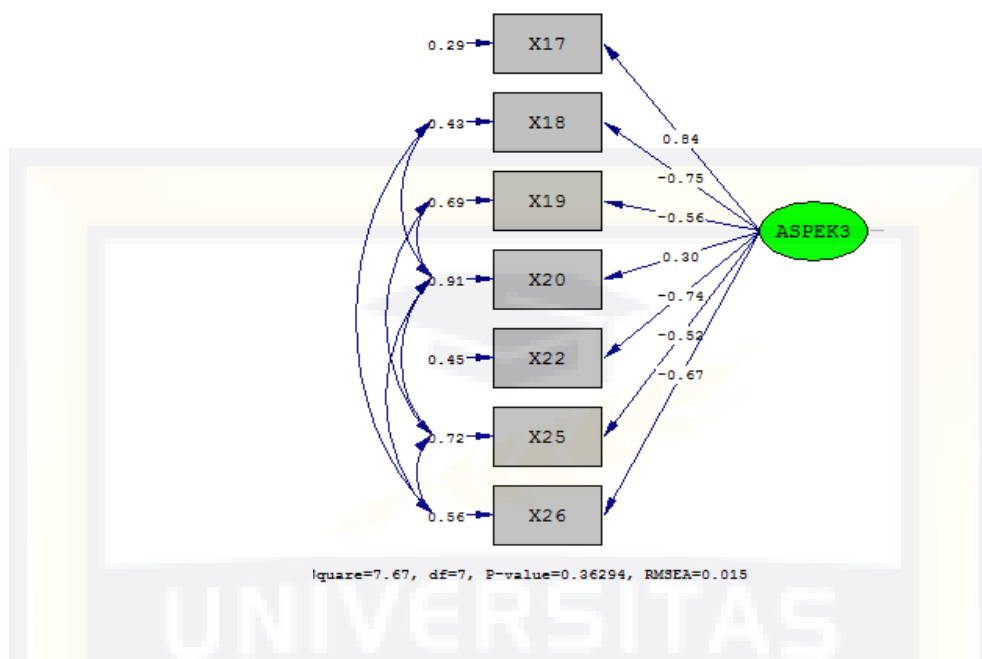 0.29 X17
0.43 X18
0.84
-0.75
0.69 X19
-0.56
ASPEK3
0.91 X20
0.30
-0.74
0.45 X22
-0.52
-0.67
0.72 X25
0.56 X26
quare=7.67, df=7, P-value=0.36294, RMSEA=0.015
UNIVERSITAS